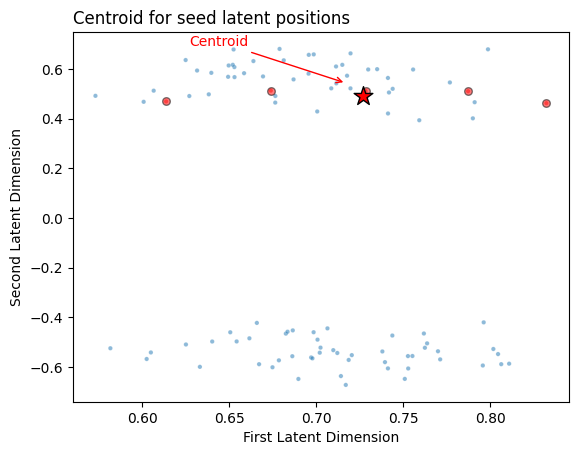 Centroid for seed latent positions
Centroid
Second Latent Dimension
0.6
0.4
0.2
0.0
−0.2
−0.4
−0.6
0.60 0.65 0.70 0.75 0.80
First Latent Dimension